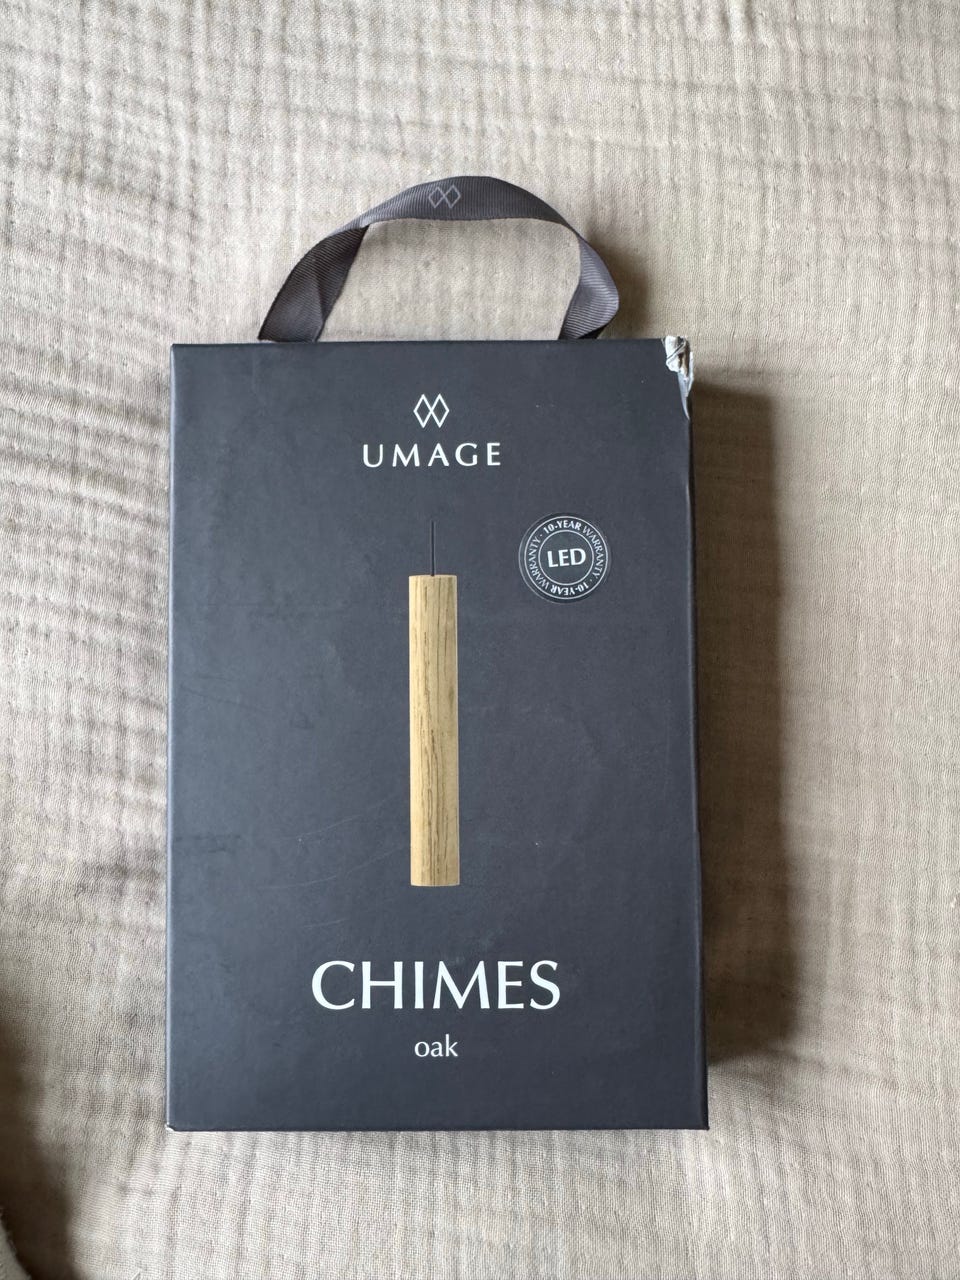 UMAGE
10-YEAR WARRANTY · 10-YEAR WARRANTY ·
LED
CHIMES
oak